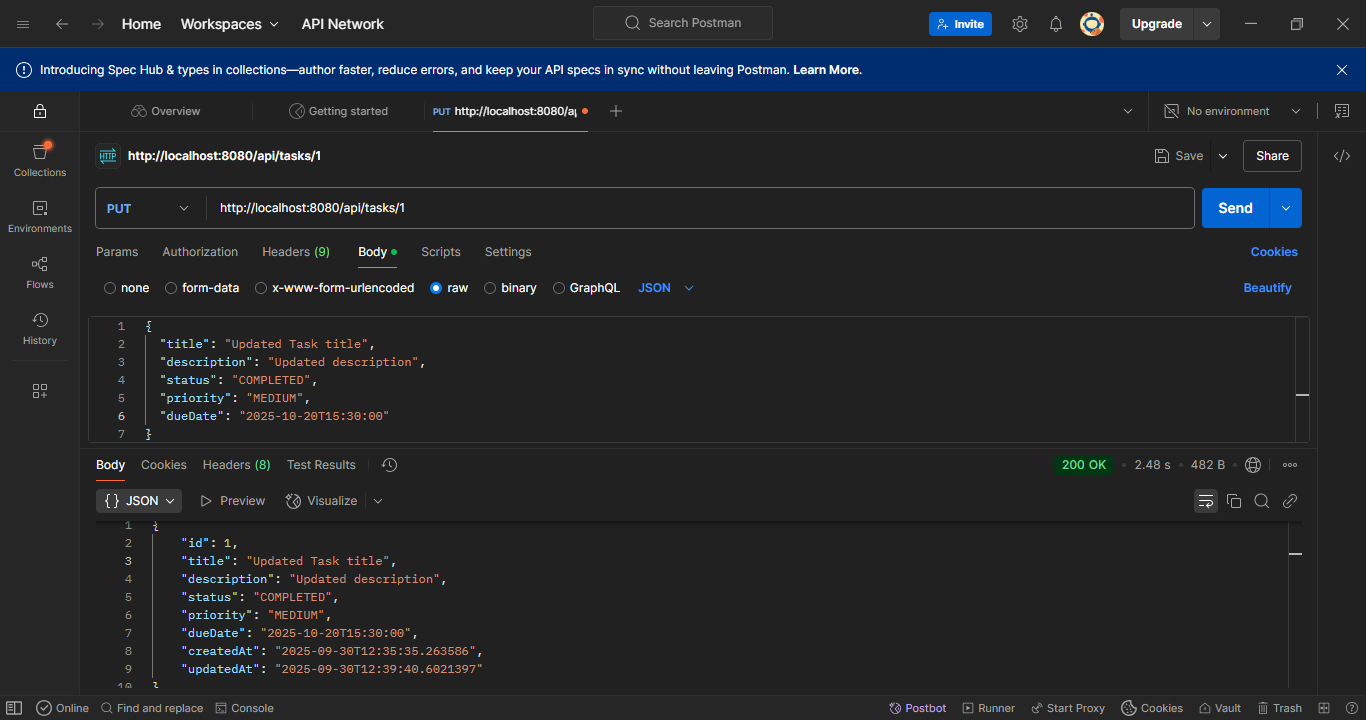 Home Workspaces API Network Search Postman Invite Upgrade
Introducing Spec Hub & types in collections—author faster, reduce errors, and keep your API specs in sync without leaving Postman. Learn More.
Overview Getting started PUT http://localhost:8080/a No environment
Collections
Environments
Flows
History
HTTP http://localhost:8080/api/tasks/1 Save Share
PUT http://localhost:8080/api/tasks/1 Send
Params Authorization Headers (9) Body Scripts Settings Cookies
none form-data x-www-form-urlencoded raw binary GraphQL JSON Beautify
1 {
2 "title": "Updated Task title",
3 "description": "Updated description",
4 "status": "COMPLETED",
5 "priority": "MEDIUM",
6 "dueDate": "2025-10-20T15:30:00"
7 }
Body Cookies Headers (8) Test Results 200 OK 2.48 s 482 B
{} JSON Preview Visualize
1 {
2 "id": 1,
3 "title": "Updated Task title",
4 "description": "Updated description",
5 "status": "COMPLETED",
6 "priority": "MEDIUM",
7 "dueDate": "2025-10-20T15:30:00",
8 "createdAt": "2025-09-30T12:35:35.263586",
9 "updatedAt": "2025-09-30T12:39:40.6021397"
10 }
Online Find and replace Console Postbot Runner Start Proxy Cookies Vault Trash